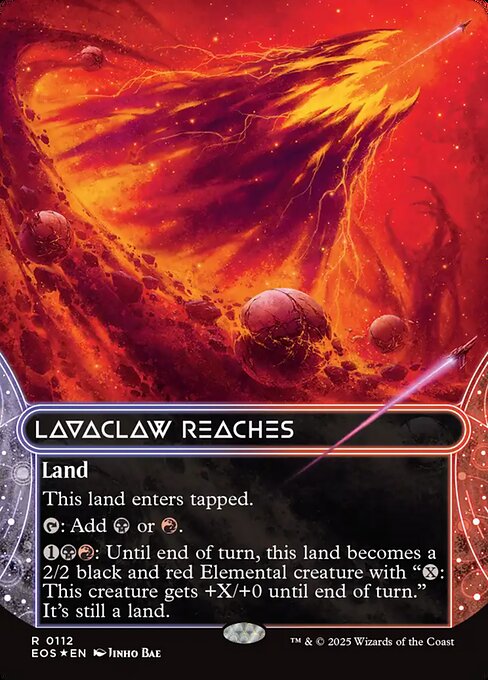 LAVACLAW REACHES
Land
This land enters tapped.
: Add or .
1: Until end of turn, this land becomes a
2/2 black and red Elemental creature with “X:
This creature gets +X/+0 until end of turn.”
It’s still a land.
R 0112
EOS★EN Jinho Bae
™ & © 2025 Wizards of the Coast